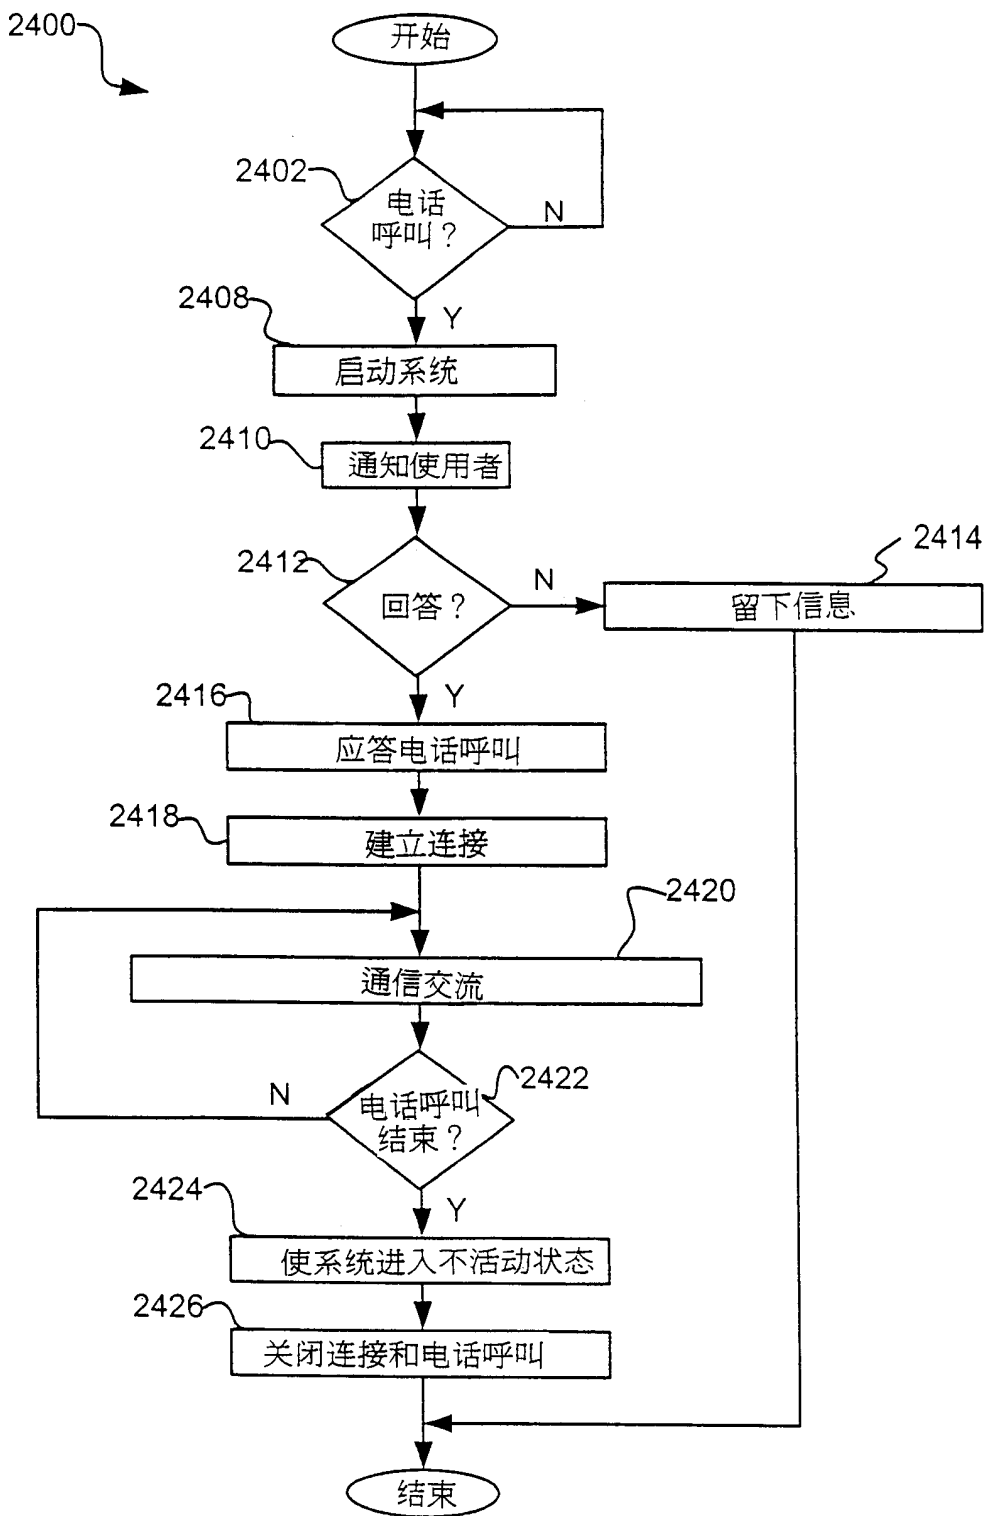 2400
开始
2402
电话
呼叫？
N
Y
2408
启动系统
2410
通知使用者
2412
回答？
N
2414
留下信息
Y
2416
应答电话呼叫
2418
建立连接
2420
通信交流
2422
电话呼叫
结束？
N
Y
2424
使系统进入不活动状态
2426
关闭连接和电话呼叫
结束